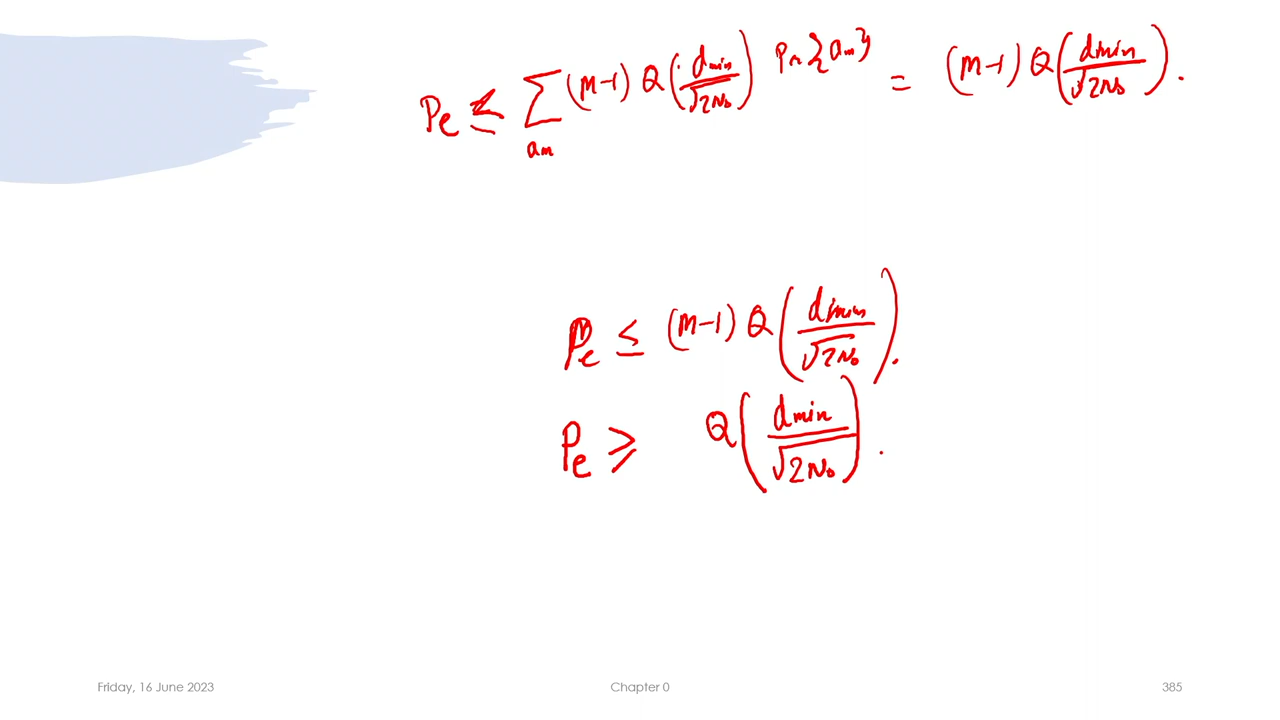 Pe ≤ ∑_{am} (M-1) Q(dmin/√2N₀) Pr{am} = (M-1) Q(dmin/√2N₀).
Pe ≤ (M-1) Q(dmin/√2N₀).
Pe ≥ Q(dmin/√2N₀).
Friday, 16 June 2023 Chapter 0 385